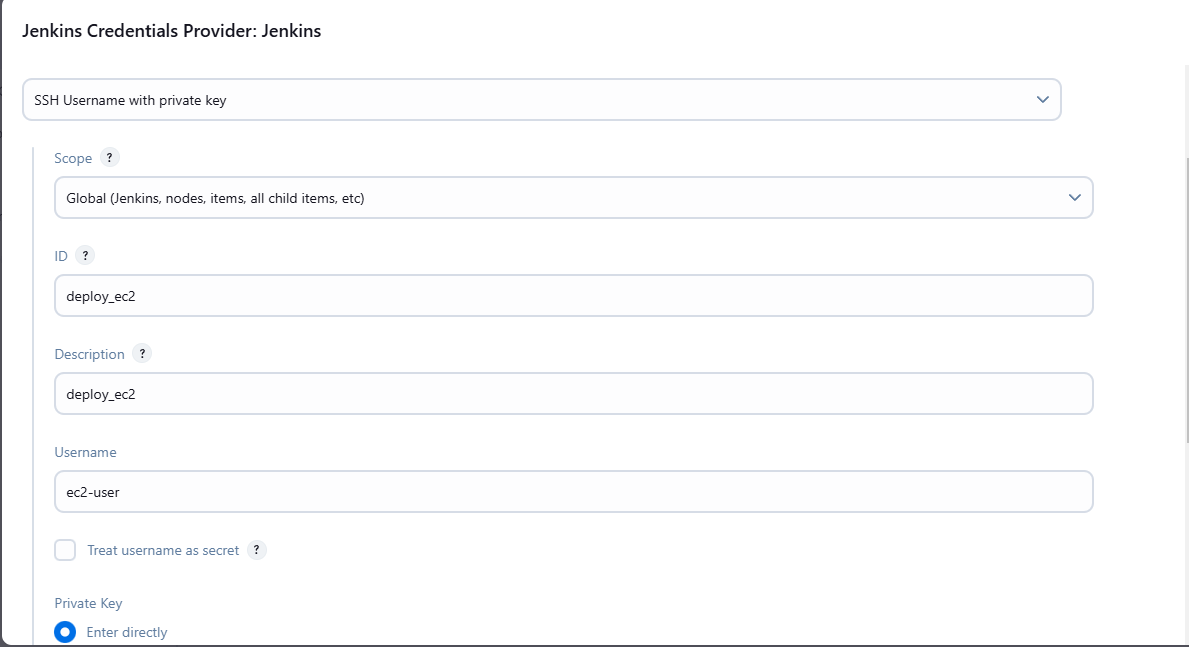 Jenkins Credentials Provider: Jenkins
SSH Username with private key
Scope ?
Global (Jenkins, nodes, items, all child items, etc)
ID ?
deploy_ec2
Description ?
deploy_ec2
Username
ec2-user
Treat username as secret ?
Private Key
Enter directly